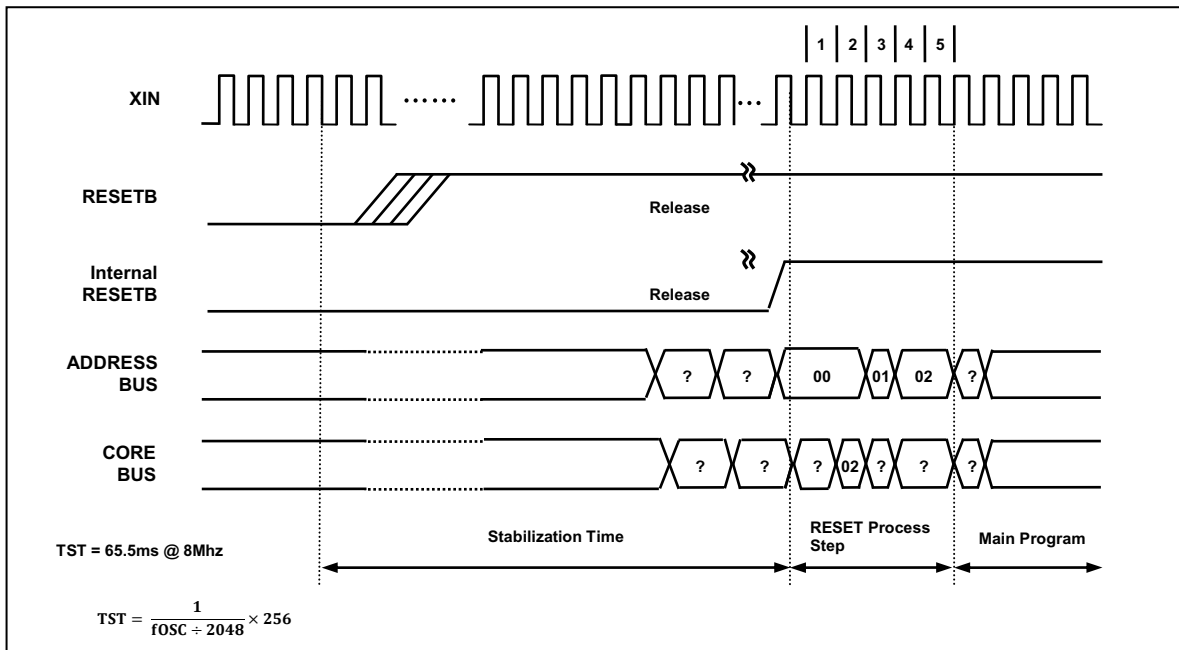 1 2 3 4 5
XIN
RESETB
Release
Internal
RESETB
Release
ADDRESS
BUS
? ? 00 01 02 ?
CORE
BUS
? ? ? 02 ? ? ?
Stabilization Time
RESET Process
Step
Main Program
TST = 65.5ms @ 8Mhz
TST = 1 / fOSC ÷ 2048 × 256